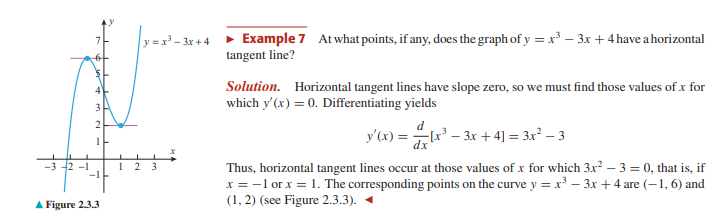 y
7
y = x³ – 3x + 4
6
5
4
3
2
1
x
–3 –2 –1 1 2 3
–1
▲ Figure 2.3.3
▶ Example 7 At what points, if any, does the graph of y = x³ − 3x + 4 have a horizontal
tangent line?
Solution. Horizontal tangent lines have slope zero, so we must find those values of x for
which y′(x) = 0. Differentiating yields
y′(x) = d/dx [x³ − 3x + 4] = 3x² − 3
Thus, horizontal tangent lines occur at those values of x for which 3x² − 3 = 0, that is, if
x = −1 or x = 1. The corresponding points on the curve y = x³ − 3x + 4 are (−1, 6) and
(1, 2) (see Figure 2.3.3). ◀